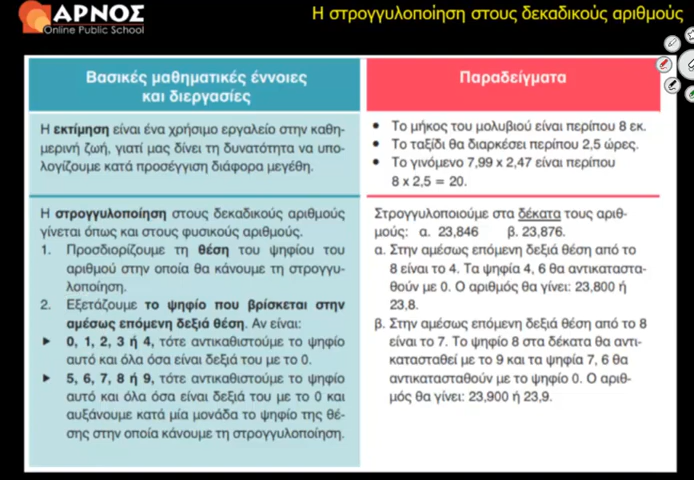 ΑΡΝΟΣ
Online Public School
Η στρογγυλοποίηση στους δεκαδικούς αριθμούς
Βασικές μαθηματικές έννοιες
και διεργασίες
Η εκτίμηση είναι ένα χρήσιμο εργαλείο στην καθη-
μερινή ζωή, γιατί μας δίνει τη δυνατότητα να υπο-
λογίζουμε κατά προσέγγιση διάφορα μεγέθη.
Η στρογγυλοποίηση στους δεκαδικούς αριθμούς
γίνεται όπως και στους φυσικούς αριθμούς.
1. Προσδιορίζουμε τη θέση του ψηφίου του
αριθμού στην οποία θα κάνουμε τη στρογγυ-
λοποίηση.
2. Εξετάζουμε το ψηφίο που βρίσκεται στην
αμέσως επόμενη δεξιά θέση. Αν είναι:
▶ 0, 1, 2, 3 ή 4, τότε αντικαθιστούμε το ψηφίο
αυτό και όλα όσα είναι δεξιά του με το 0.
▶ 5, 6, 7, 8 ή 9, τότε αντικαθιστούμε το ψηφίο
αυτό και όλα όσα είναι δεξιά του με το 0 και
αυξάνουμε κατά μία μονάδα το ψηφίο της θέ-
σης στην οποία κάνουμε τη στρογγυλοποίηση.
Παραδείγματα
• Το μήκος του μολυβιού είναι περίπου 8 εκ.
• Το ταξίδι θα διαρκέσει περίπου 2,5 ώρες.
• Το γινόμενο 7,99 x 2,47 είναι περίπου
8 x 2,5 = 20.
Στρογγυλοποιούμε στα δέκατα τους αριθ-
μούς: α. 23,846 β. 23,876.
α. Στην αμέσως επόμενη δεξιά θέση από το
8 είναι το 4. Τα ψηφία 4, 6 θα αντικαταστα-
θούν με 0. Ο αριθμός θα γίνει: 23,800 ή
23,8.
β. Στην αμέσως επόμενη δεξιά θέση από το 8
είναι το 7. Το ψηφίο 8 στα δέκατα θα αντι-
κατασταθεί με το 9 και τα ψηφία 7, 6 θα
αντικατασταθούν με το ψηφίο 0. Ο αριθ-
μός θα γίνει: 23,900 ή 23,9.